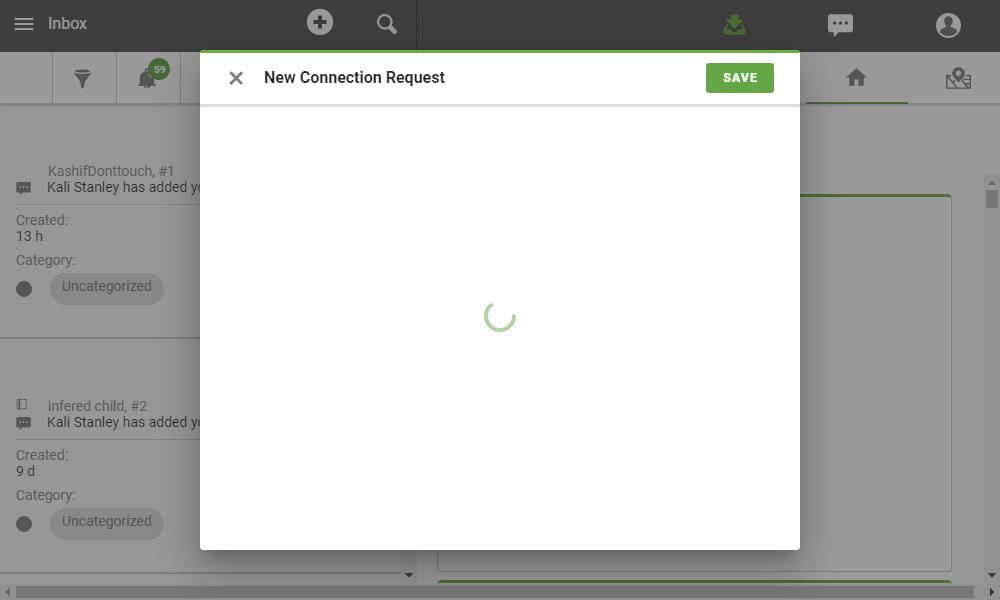 Inbox
59
New Connection Request
SAVE
KashifDonttouch, #1
Kali Stanley has added
Created:
13 h
Category:
Uncategorized
infered child, #2
Kali Stanley has added
Created:
9 d
Category:
Uncategorized